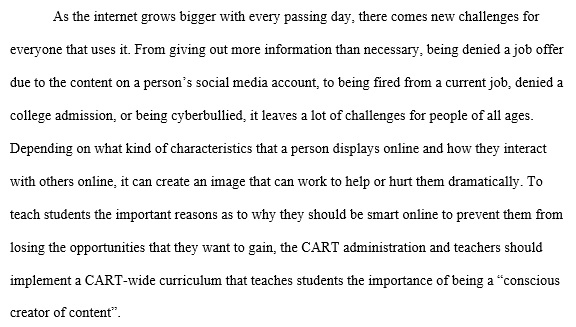 As the internet grows bigger with every passing day, there comes new challenges for
everyone that uses it. From giving out more information than necessary, being denied a job offer
due to the content on a person's social media account, to being fired from a current job, denied a
college admission, or being cyberbullied, it leaves a lot of challenges for people of all ages.
Depending on what kind of characteristics that a person displays online and how they interact
with others online, it can create an image that can work to help or hurt them dramatically. To
teach students the important reasons as to why they should be smart online to prevent them from
losing the opportunities that they want to gain, the CART administration and teachers should
implement a CART-wide curriculum that teaches students the importance of being a “conscious
creator of content”.